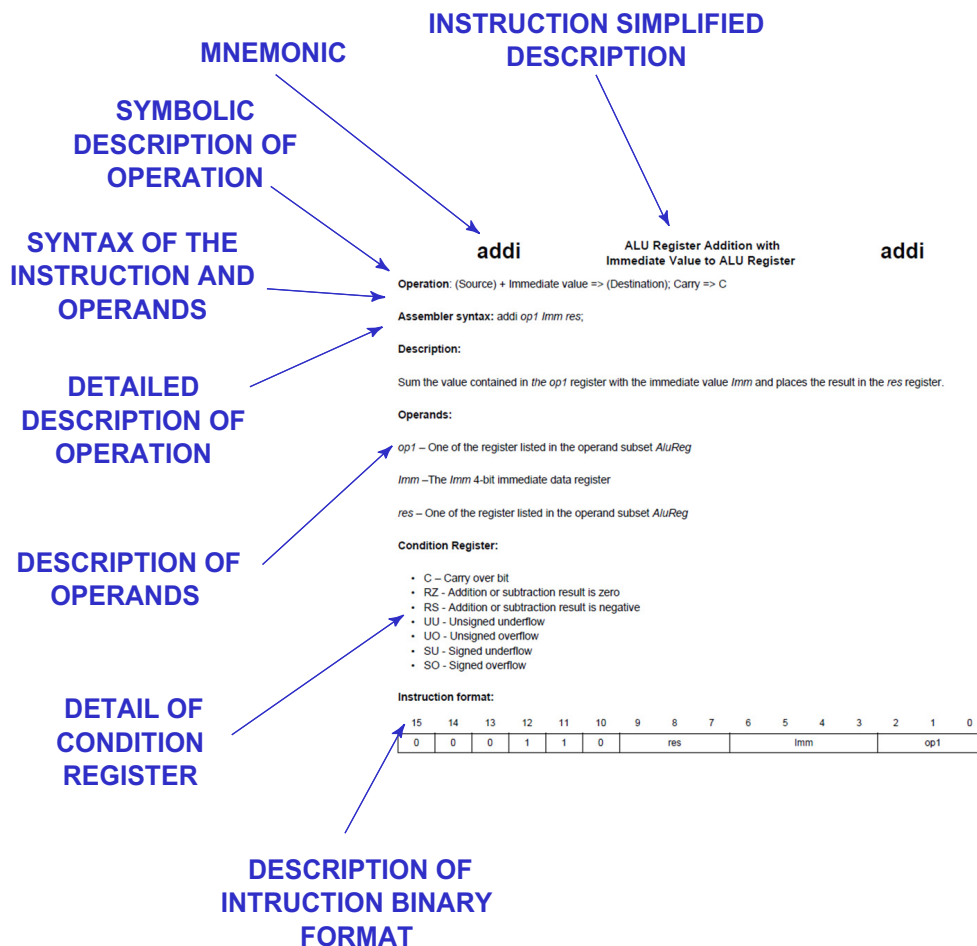 INSTRUCTION SIMPLIFIED
DESCRIPTION
MNEMONIC
SYMBOLIC
DESCRIPTION OF
OPERATION
SYNTAX OF THE
INSTRUCTION AND
OPERANDS
DETAILED
DESCRIPTION OF
OPERATION
DESCRIPTION OF
OPERANDS
DETAIL OF
CONDITION
REGISTER
DESCRIPTION OF
INTRUCTION BINARY
FORMAT
addi
ALU Register Addition with
Immediate Value to ALU Register
addi
Operation: (Source) + Immediate value => (Destination); Carry => C
Assembler syntax: addi op1 Imm res;
Description:
Sum the value contained in the op1 register with the immediate value Imm and places the result in the res register.
Operands:
op1 – One of the register listed in the operand subset AluReg
Imm –The Imm 4-bit immediate data register
res – One of the register listed in the operand subset AluReg
Condition Register:
• C – Carry over bit
• RZ - Addition or subtraction result is zero
• RS - Addition or subtraction result is negative
• UU - Unsigned underflow
• UO - Unsigned overflow
• SU - Signed underflow
• SO - Signed overflow
Instruction format:
15 14 13 12 11 10 9 8 7 6 5 4 3 2 1 0
0 0 0 1 1 0 res Imm op1